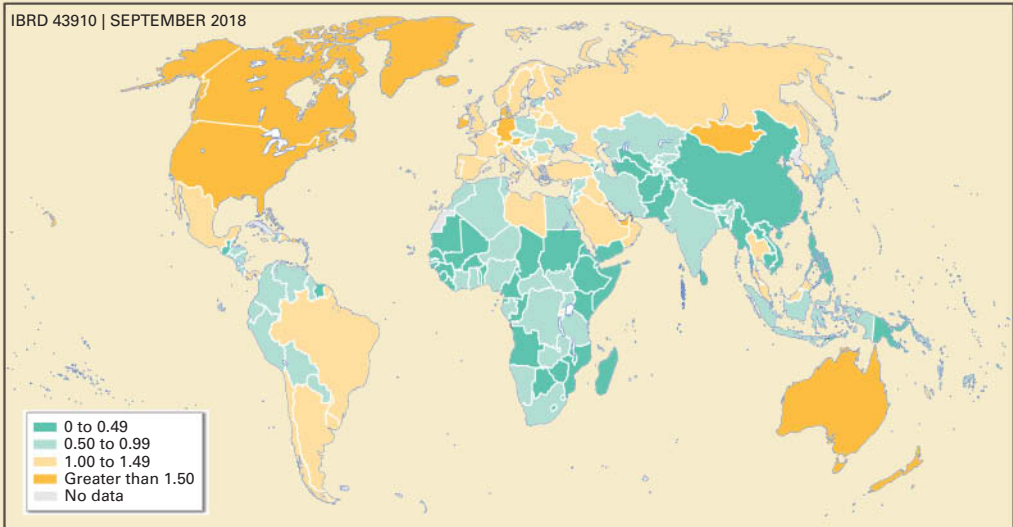 IBRD 43910 | SEPTEMBER 2018
0 to 0.49
0.50 to 0.99
1.00 to 1.49
Greater than 1.50
No data